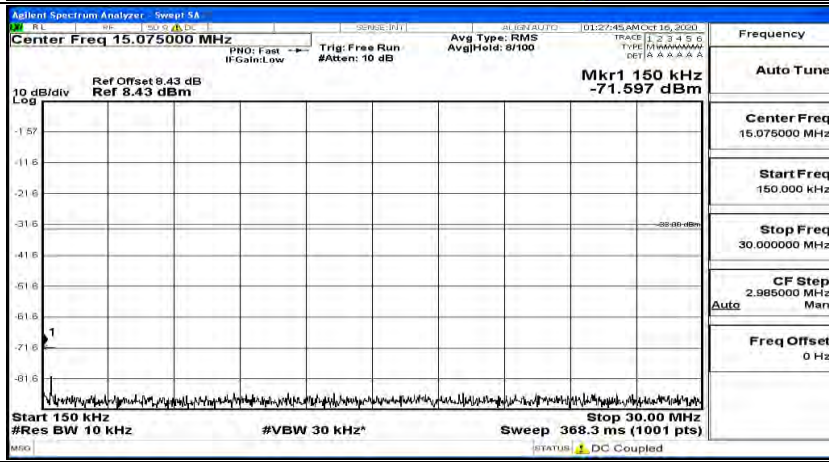 Agilent Spectrum Analyzer - Swept SA
RL RF 50 Ω DC SENSE:INT ALIGN AUTO 01:27:45 AM Oct 16, 2020
Center Freq 15.075000 MHz
PNO: Fast
IFGain:Low
Trig: Free Run
#Atten: 10 dB
Avg Type: RMS
Avg|Hold: 8/100
TRACE 1 2 3 4 5 6
TYPE
DET A A A A A A
Ref Offset 8.43 dB
Ref 8.43 dBm
10 dB/div
Log
Mkr1 150 kHz
-71.597 dBm
-1.57
-11.6
-21.6
-31.6
-33.00 dBm
-41.6
-51.6
-61.6
1
-71.6
-81.6
Start 150 kHz
#Res BW 10 kHz
#VBW 30 kHz*
Stop 30.00 MHz
Sweep 368.3 ms (1001 pts)
MSG
STATUS DC Coupled
Frequency
Auto Tune
Center Freq
15.075000 MHz
Start Freq
150.000 kHz
Stop Freq
30.000000 MHz
CF Step
2.985000 MHz
Auto Man
Freq Offset
0 Hz